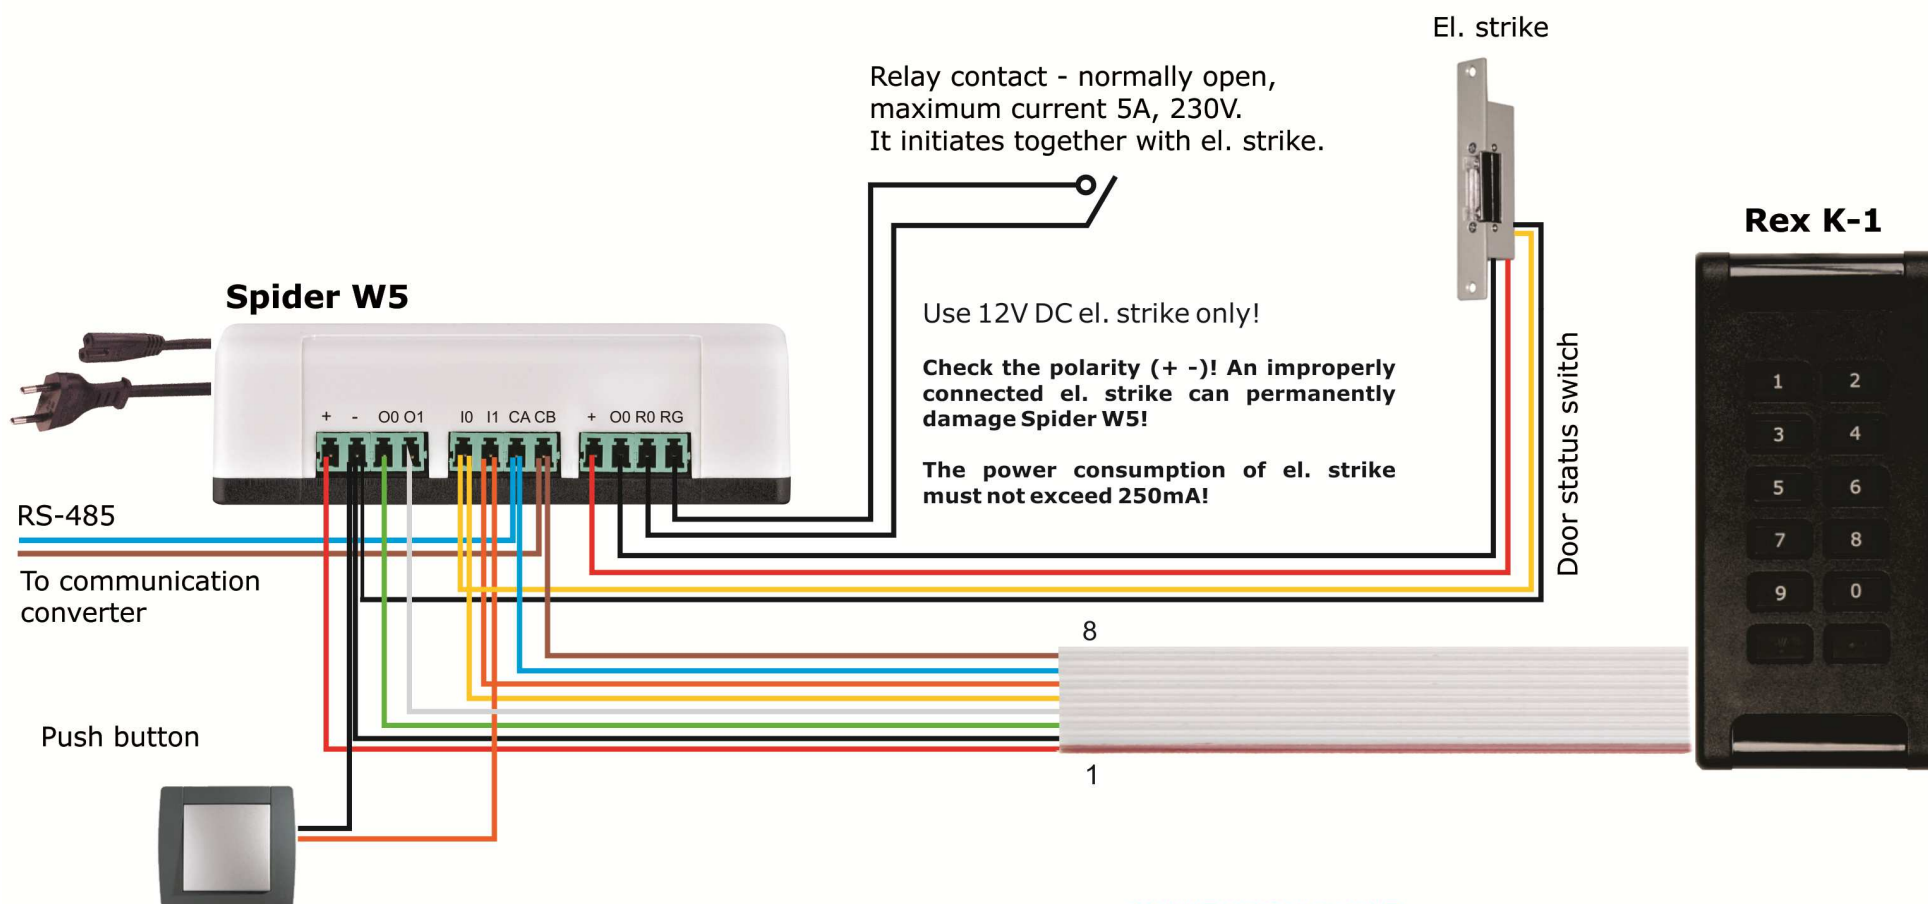 El. strike
Relay contact - normally open,
maximum current 5A, 230V.
It initiates together with el. strike.
Rex K-1
Spider W5
Use 12V DC el. strike only!
Check the polarity (+ -)! An improperly
connected el. strike can permanently
damage Spider W5!
The power consumption of el. strike
must not exceed 250mA!
Door status switch
+ - O0 O1 I0 I1 CA CB + O0 R0 RG
1 2
3 4
5 6
7 8
9 0
RS-485
To communication
converter
8
1
Push button